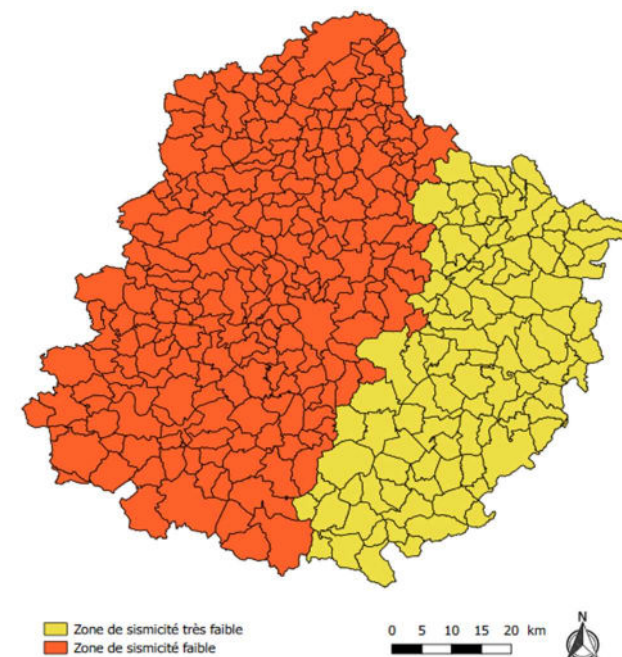 Zone de sismicité très faible
Zone de sismicité faible
0 5 10 15 20 km
N